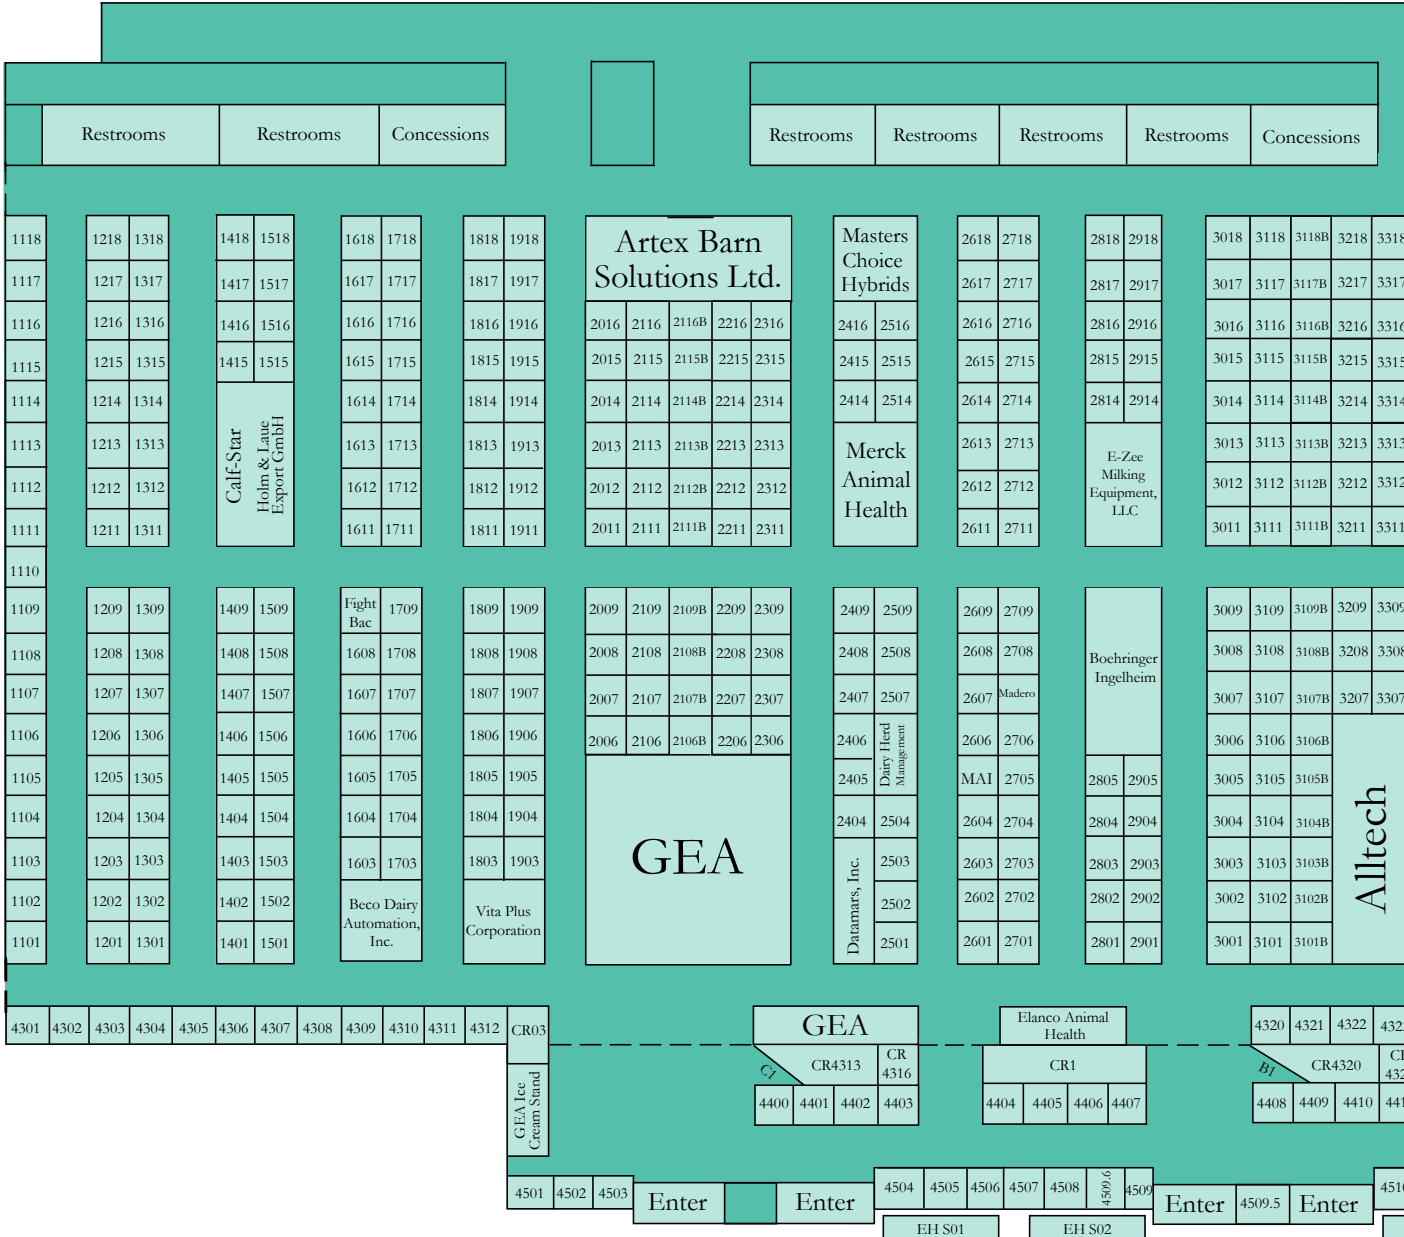 Restrooms Restrooms Concessions Restrooms Restrooms Restrooms Restrooms Concessions
1118 1218 1318 1418 1518 1618 1718 1818 1918 Artex Barn Masters 2618 2718 2818 2918 3018 3118 3118B 3218 3318
Solutions Ltd. Choice
1117 1217 1317 1417 1517 1617 1717 1817 1917 Hybrids 2617 2717 2817 2917 3017 3117 3117B 3217 3317
1116 1216 1316 1416 1516 1616 1716 1816 1916 2016 2116 2116B 2216 2316 2416 2516 2616 2716 2816 2916 3016 3116 3116B 3216 3316
1115 1215 1315 1415 1515 1615 1715 1815 1915 2015 2115 2115B 2215 2315 2415 2515 2615 2715 2815 2915 3015 3115 3115B 3215 3315
1114 1214 1314 1614 1714 1814 1914 2014 2114 2114B 2214 2314 2414 2514 2614 2714 2814 2914 3014 3114 3114B 3214 3314
Calf-Star
Holm & Laue
Export GmbH
1113 1213 1313 1613 1713 1813 1913 2013 2113 2113B 2213 2313 2613 2713 3013 3113 3113B 3213 3313
Merck
Animal
Health
E-Zee
Milking
Equipment,
LLC
1112 1212 1312 1612 1712 1812 1912 2012 2112 2112B 2212 2312 2612 2712 3012 3112 3112B 3212 3312
1111 1211 1311 1611 1711 1811 1911 2011 2111 2111B 2211 2311 2611 2711 3011 3111 3111B 3211 3311
1110
1109 1209 1309 1409 1509 Fight
Bac
1709 1809 1909 2009 2109 2109B 2209 2309 2409 2509 2609 2709 3009 3109 3109B 3209 3309
1108 1208 1308 1408 1508 1608 1708 1808 1908 2008 2108 2108B 2208 2308 2408 2508 2608 2708 Boehringer
Ingelheim
3008 3108 3108B 3208 3308
1107 1207 1307 1407 1507 1607 1707 1807 1907 2007 2107 2107B 2207 2307 2407 2507 2607 Madero 3007 3107 3107B 3207 3307
1106 1206 1306 1406 1506 1606 1706 1806 1906 2006 2106 2106B 2206 2306 2406 Dairy Herd
Management
2606 2706 3006 3106 3106B
1105 1205 1305 1405 1505 1605 1705 1805 1905 2405 MAI 2705 2805 2905 3005 3105 3105B
1104 1204 1304 1404 1504 1604 1704 1804 1904 2404 2504 2604 2704 2804 2904 3004 3104 3104B
GEA
Alltech
1103 1203 1303 1403 1503 1603 1703 1803 1903 Datamars, Inc. 2503 2603 2703 2803 2903 3003 3103 3103B
1102 1202 1302 1402 1502 Beco Dairy
Automation,
Inc.
Vita Plus
Corporation
2502 2602 2702 2802 2902 3002 3102 3102B
1101 1201 1301 1401 1501 2501 2601 2701 2801 2901 3001 3101 3101B
4301 4302 4303 4304 4305 4306 4307 4308 4309 4310 4311 4312 CR03 GEA Elanco Animal
Health
4320 4321 4322
C1 CR4313 CR
4316
CR1 B1 CR4320
GEA Ice
Cream Stand
4400 4401 4402 4403 4404 4405 4406 4407 4408 4409 4410
4501 4502 4503 Enter Enter 4504 4505 4506 4507 4508 4509.6 4509 Enter 4509.5 Enter
EH S01 EH S02